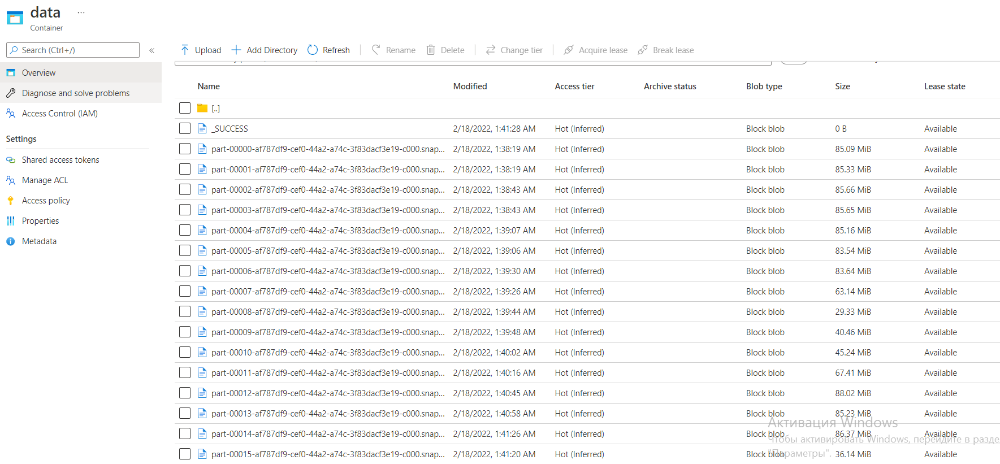 data ...
Container
Search (Ctrl+/) «
Upload Add Directory Refresh Rename Delete Change tier Acquire lease Break lease
Overview
Diagnose and solve problems
Access Control (IAM)
Settings
Shared access tokens
Manage ACL
Access policy
Properties
Metadata
Name Modified Access tier Archive status Blob type Size Lease state
[..]
_SUCCESS 2/18/2022, 1:41:28 AM Hot (Inferred) Block blob 0 B Available
part-00000-af787df9-cef0-44a2-a74c-3f83dacf3e19-c000.snap... 2/18/2022, 1:38:19 AM Hot (Inferred) Block blob 85.09 MiB Available
part-00001-af787df9-cef0-44a2-a74c-3f83dacf3e19-c000.snap... 2/18/2022, 1:38:19 AM Hot (Inferred) Block blob 85.33 MiB Available
part-00002-af787df9-cef0-44a2-a74c-3f83dacf3e19-c000.snap... 2/18/2022, 1:38:43 AM Hot (Inferred) Block blob 85.66 MiB Available
part-00003-af787df9-cef0-44a2-a74c-3f83dacf3e19-c000.snap... 2/18/2022, 1:38:43 AM Hot (Inferred) Block blob 85.65 MiB Available
part-00004-af787df9-cef0-44a2-a74c-3f83dacf3e19-c000.snap... 2/18/2022, 1:39:07 AM Hot (Inferred) Block blob 85.16 MiB Available
part-00005-af787df9-cef0-44a2-a74c-3f83dacf3e19-c000.snap... 2/18/2022, 1:39:06 AM Hot (Inferred) Block blob 83.54 MiB Available
part-00006-af787df9-cef0-44a2-a74c-3f83dacf3e19-c000.snap... 2/18/2022, 1:39:30 AM Hot (Inferred) Block blob 83.64 MiB Available
part-00007-af787df9-cef0-44a2-a74c-3f83dacf3e19-c000.snap... 2/18/2022, 1:39:26 AM Hot (Inferred) Block blob 63.14 MiB Available
part-00008-af787df9-cef0-44a2-a74c-3f83dacf3e19-c000.snap... 2/18/2022, 1:39:44 AM Hot (Inferred) Block blob 29.33 MiB Available
part-00009-af787df9-cef0-44a2-a74c-3f83dacf3e19-c000.snap... 2/18/2022, 1:39:48 AM Hot (Inferred) Block blob 40.46 MiB Available
part-00010-af787df9-cef0-44a2-a74c-3f83dacf3e19-c000.snap... 2/18/2022, 1:40:02 AM Hot (Inferred) Block blob 45.24 MiB Available
part-00011-af787df9-cef0-44a2-a74c-3f83dacf3e19-c000.snap... 2/18/2022, 1:40:16 AM Hot (Inferred) Block blob 67.41 MiB Available
part-00012-af787df9-cef0-44a2-a74c-3f83dacf3e19-c000.snap... 2/18/2022, 1:40:45 AM Hot (Inferred) Block blob 88.02 MiB Available
part-00013-af787df9-cef0-44a2-a74c-3f83dacf3e19-c000.snap... 2/18/2022, 1:40:58 AM Hot (Inferred) Block blob 85.23 MiB Available
part-00014-af787df9-cef0-44a2-a74c-3f83dacf3e19-c000.snap... 2/18/2022, 1:41:26 AM Hot (Inferred) Block blob 86.37 MiB Available
part-00015-af787df9-cef0-44a2-a74c-3f83dacf3e19-c000.snap... 2/18/2022, 1:41:20 AM Hot (Inferred) Block blob 36.14 MiB Available
Активация Windows
Чтобы активировать Windows, перейдите в разде
"Параметры".